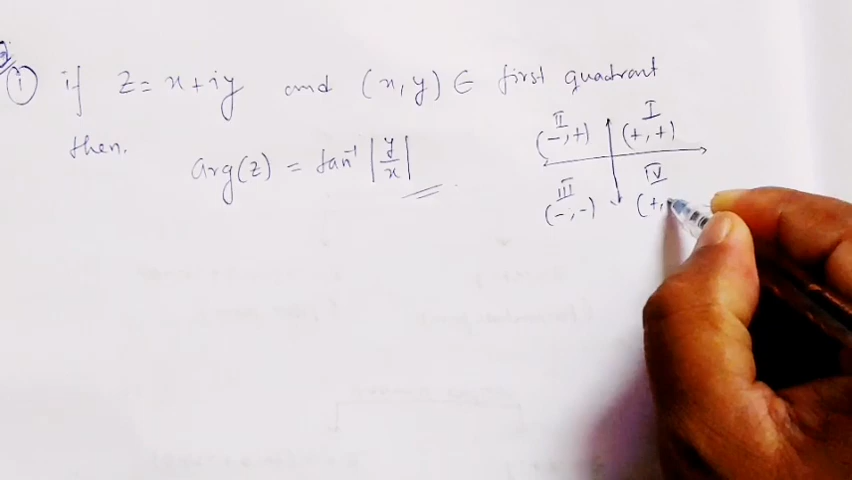 ① if z = x + iy and (x, y) ∈ first quadrant
then.
arg(z) = tan⁻¹ |y/x|
II I
(-,+) (+,+)
III IV
(-,-) (+,